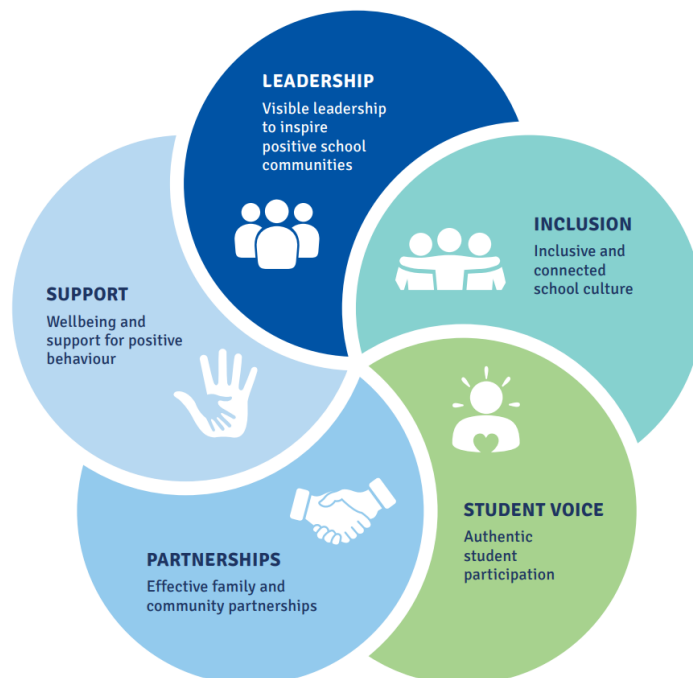 LEADERSHIP
Visible leadership
to inspire
positive school
communities
INCLUSION
Inclusive and
connected
school culture
STUDENT VOICE
Authentic
student
participation
PARTNERSHIPS
Effective family and
community partnerships
SUPPORT
Wellbeing and
support for positive
behaviour